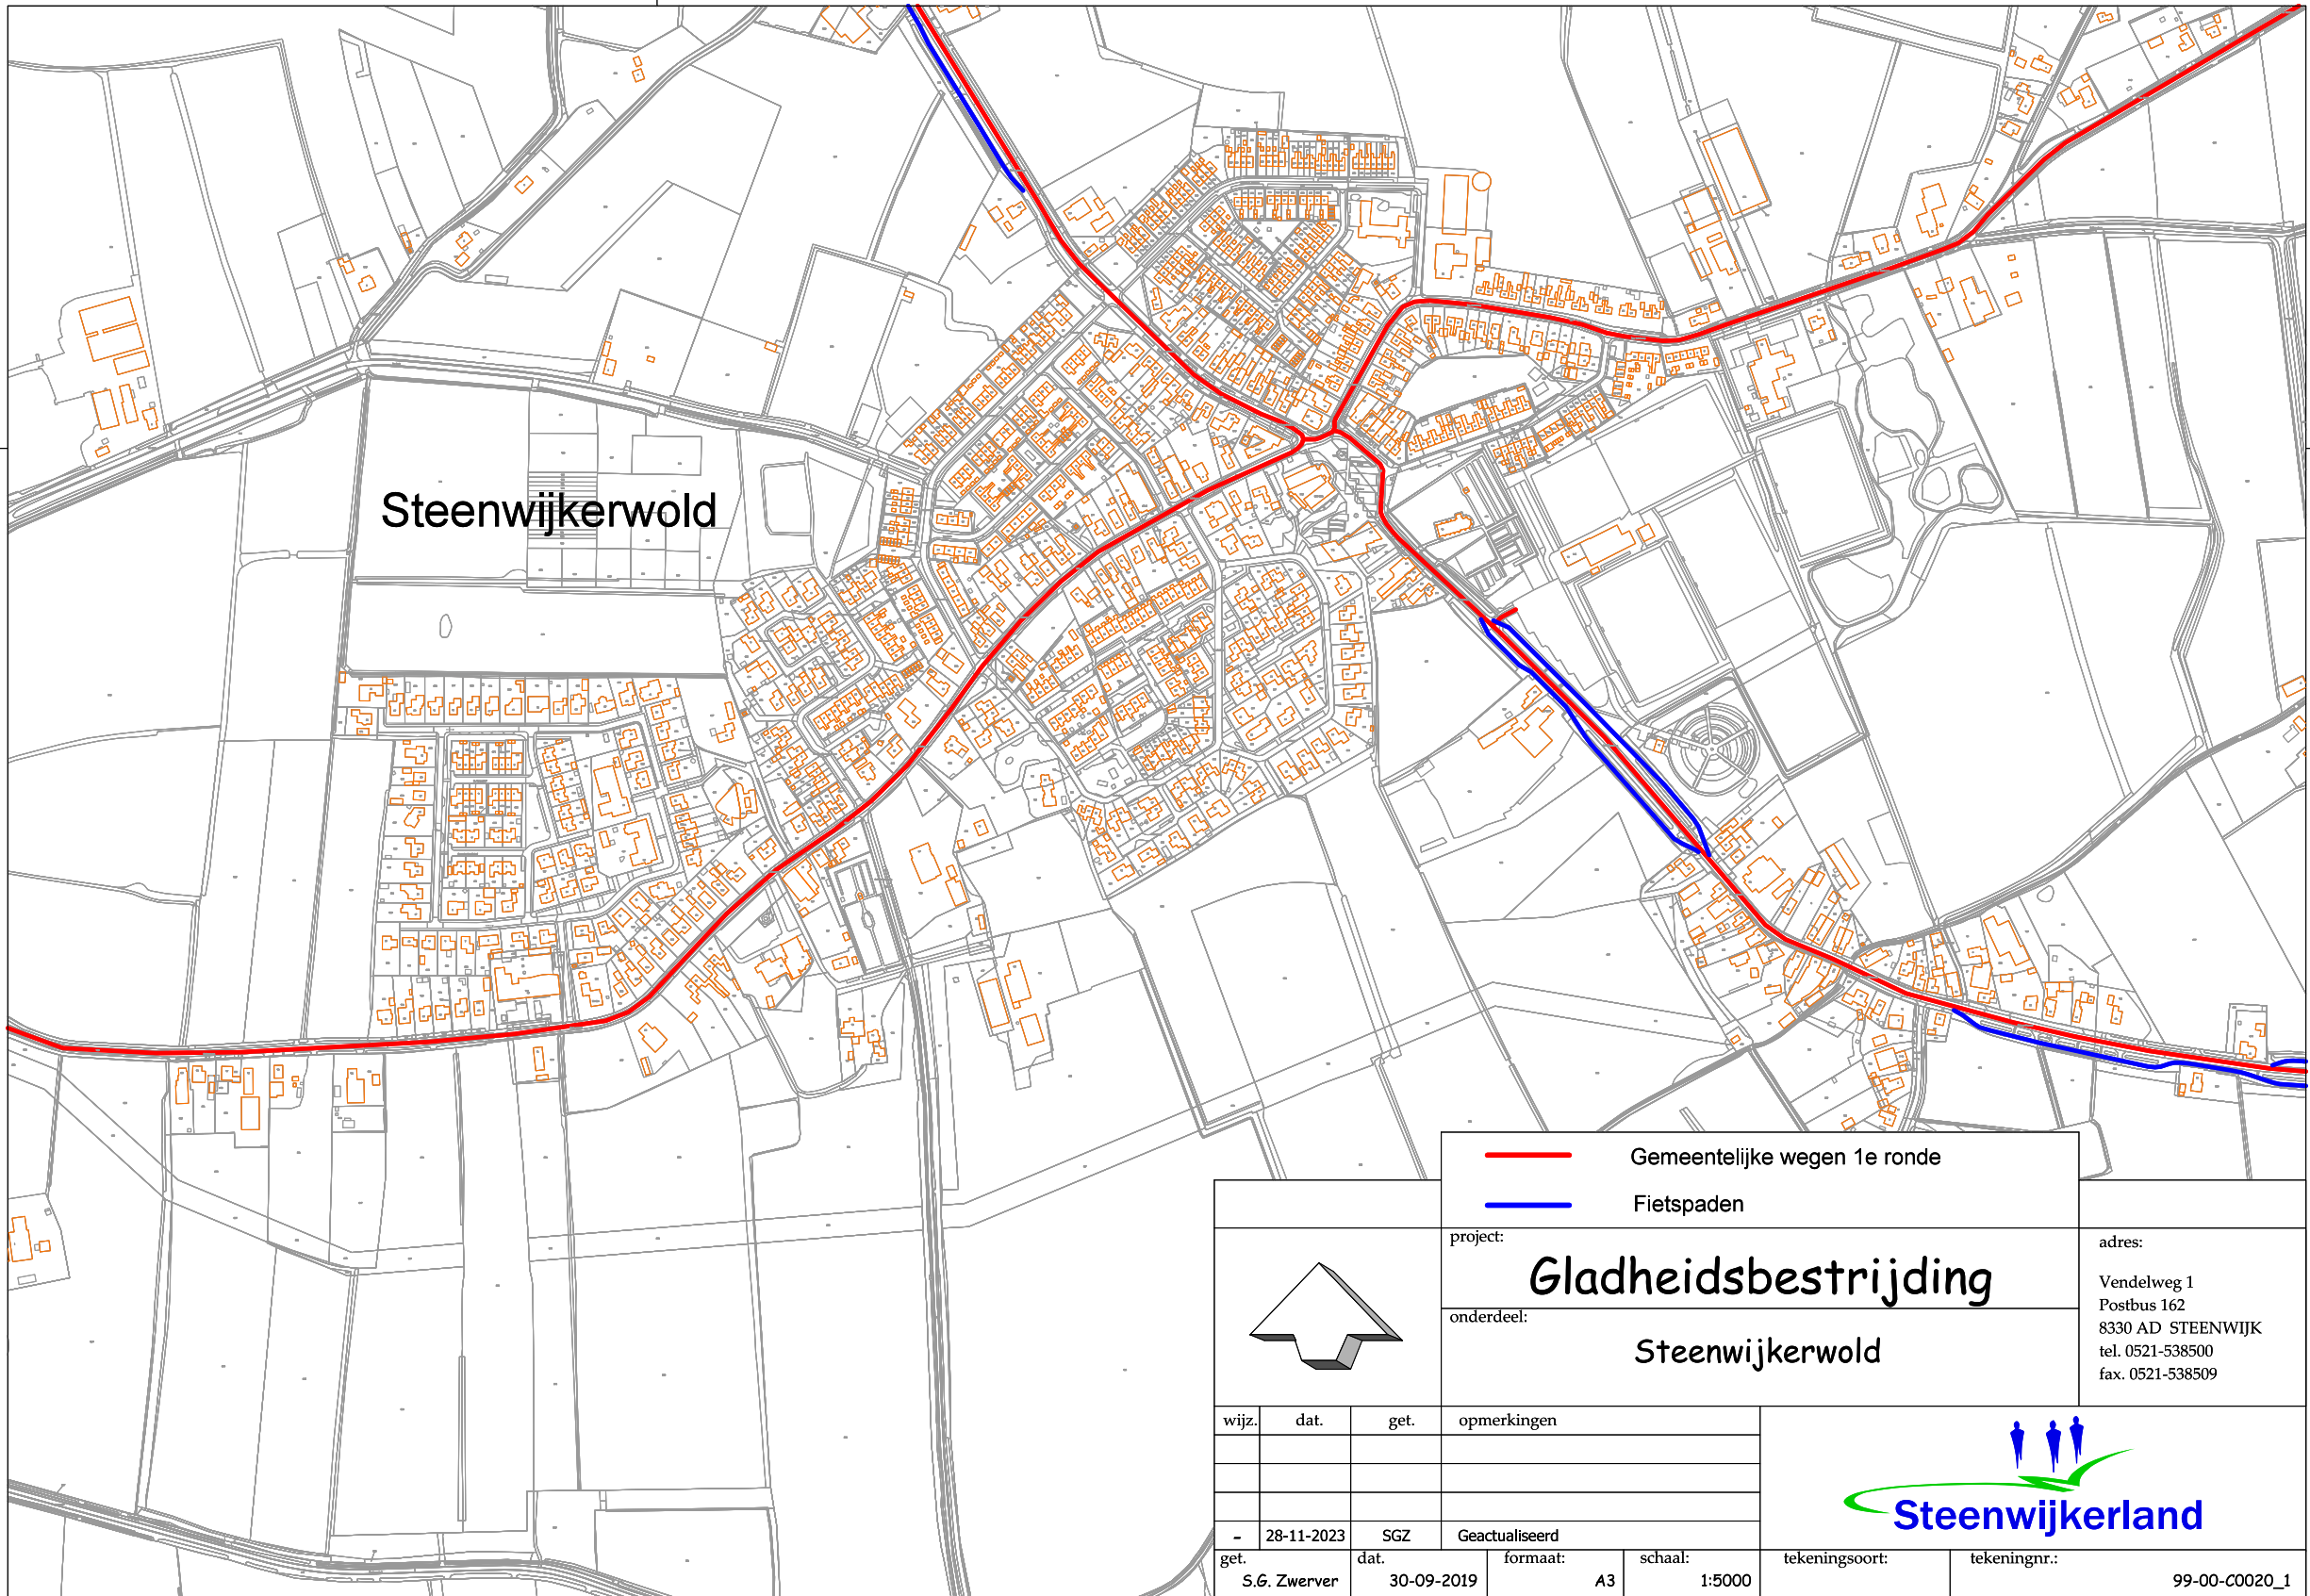 Steenwijkerwold
Gemeentelijke wegen 1e ronde
Fietspaden
project:
Gladheidsbestrijding
onderdeel:
Steenwijkerwold
adres:
Vendelweg 1
Postbus 162
8330 AD STEENWIJK
tel. 0521-538500
fax. 0521-538509
wijz. dat. get. opmerkingen
- 28-11-2023 SGZ Geactualiseerd
Steenwijkerland
get. dat. formaat: schaal: tekeningsoort: tekeningnr.:
S.G. Zwerver 30-09-2019 A3 1:5000 99-00-C0020_1